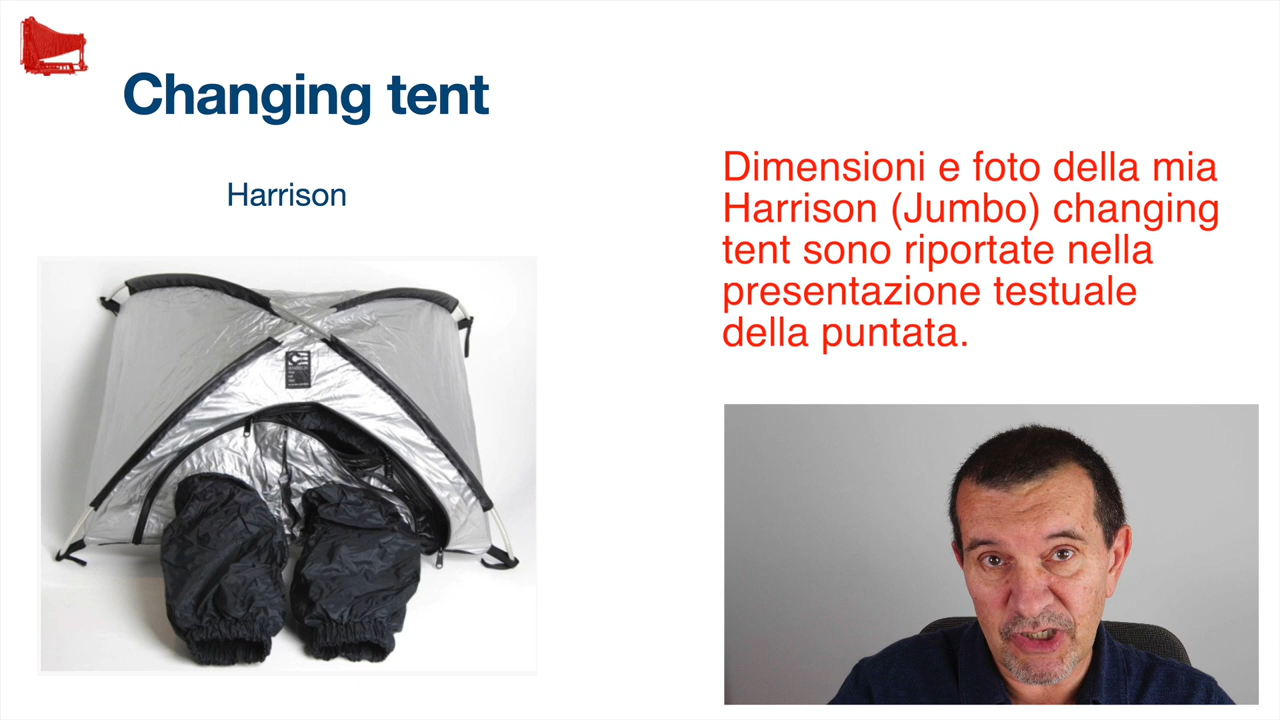 Changing tent
Harrison
Dimensioni e foto della mia
Harrison (Jumbo) changing
tent sono riportate nella
presentazione testuale
della puntata.